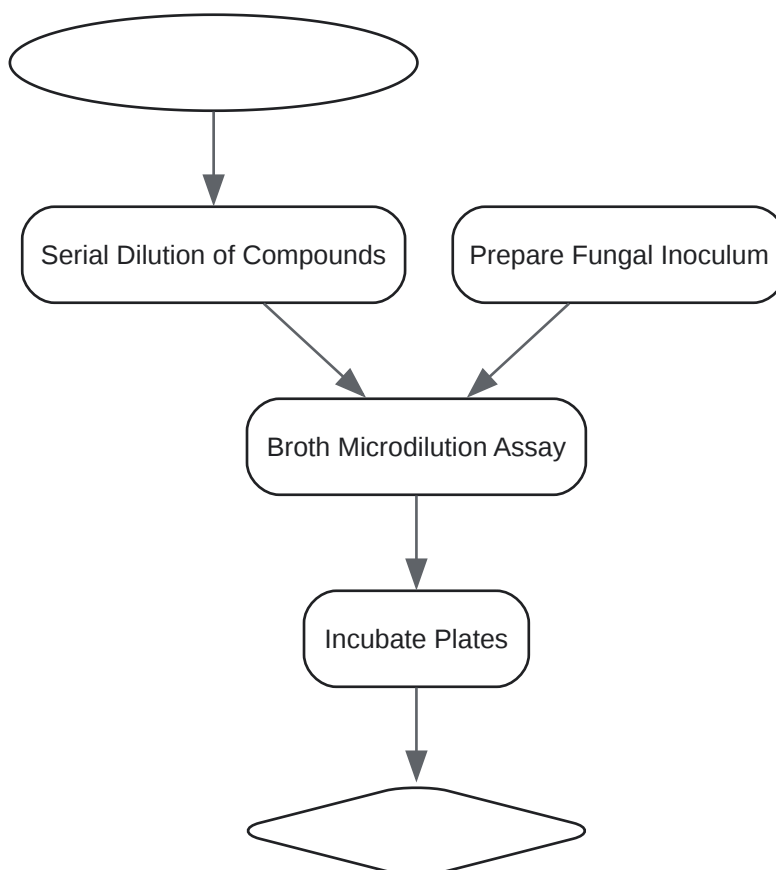 Serial Dilution of Compounds
Prepare Fungal Inoculum
Broth Microdilution Assay
Incubate Plates